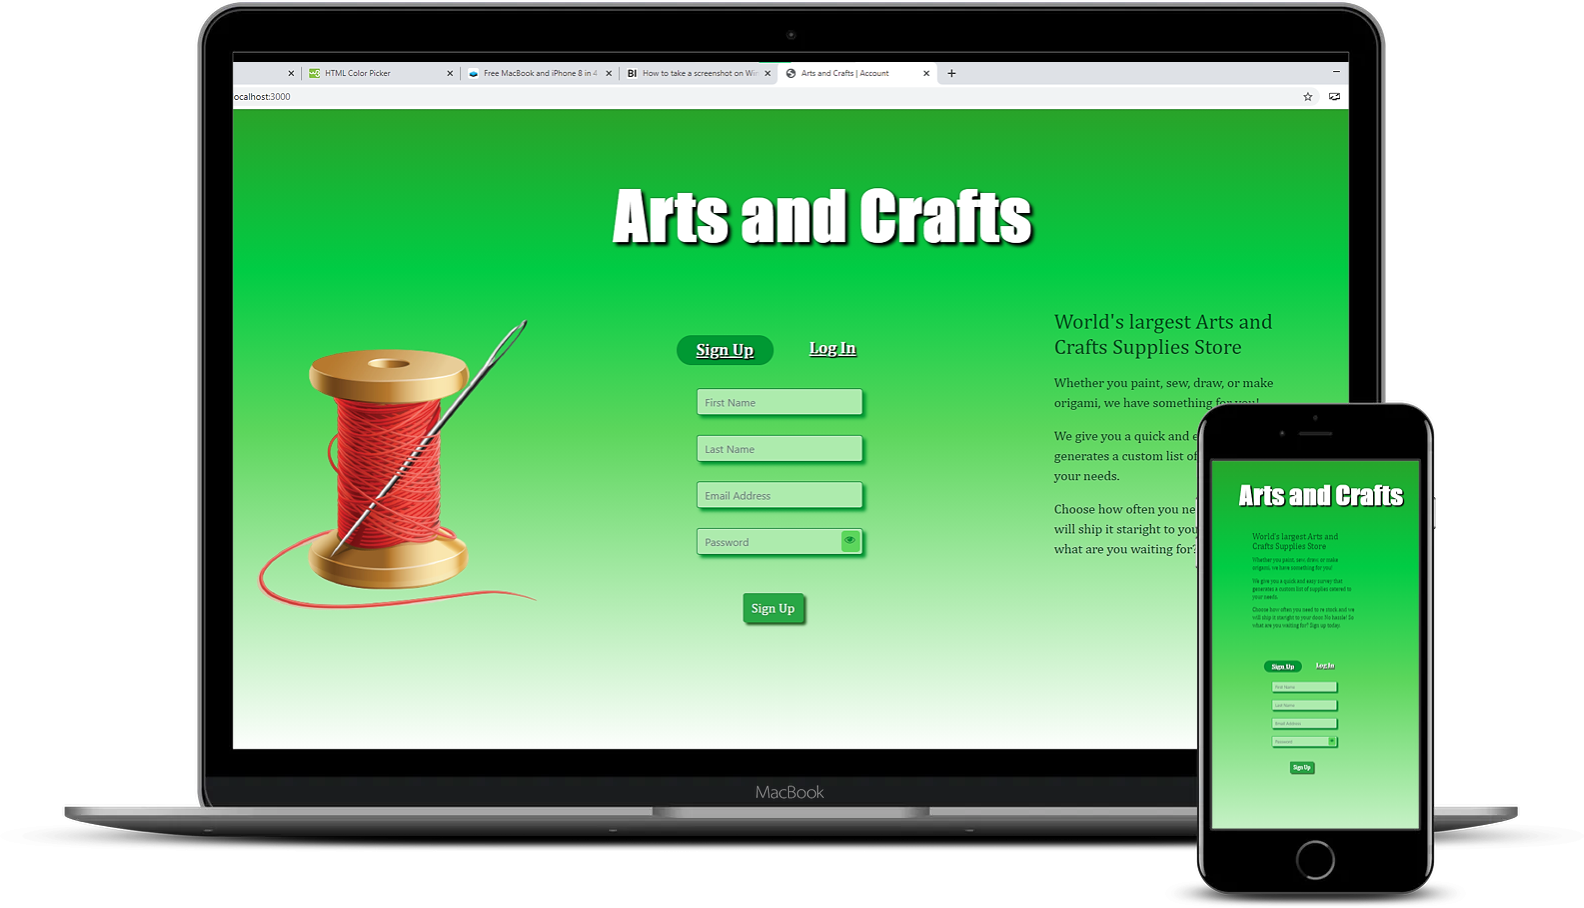 HTML Color Picker
Free MacBook and iPhone 8 in 4
BI How to take a screenshot on Win
Arts and Crafts | Account
ocalhost:3000
Arts and Crafts
Sign Up
Log In
First Name
Last Name
Email Address
Password
Sign Up
World's largest Arts and
Crafts Supplies Store
Whether you paint, sew, draw, or make
origami, we have something for you!
We give you a quick and e
generates a custom list of
your needs.
Choose how often you ne
will ship it staright to you
what are you waiting for?
MacBook
Arts and Crafts
World's largest Arts and
Crafts Supplies Store
Whether you paint, sew, draw, or make
origami, we have something for you!
We give you a quick and easy survey that
generates a custom list of supplies catered to
your needs.
Choose how often you need to re stock and we
will ship it staright to your door. No hassle! So
what are you waiting for? Sign up today.
Sign Up
Log In
First Name
Last Name
Email Address
Password
Sign Up